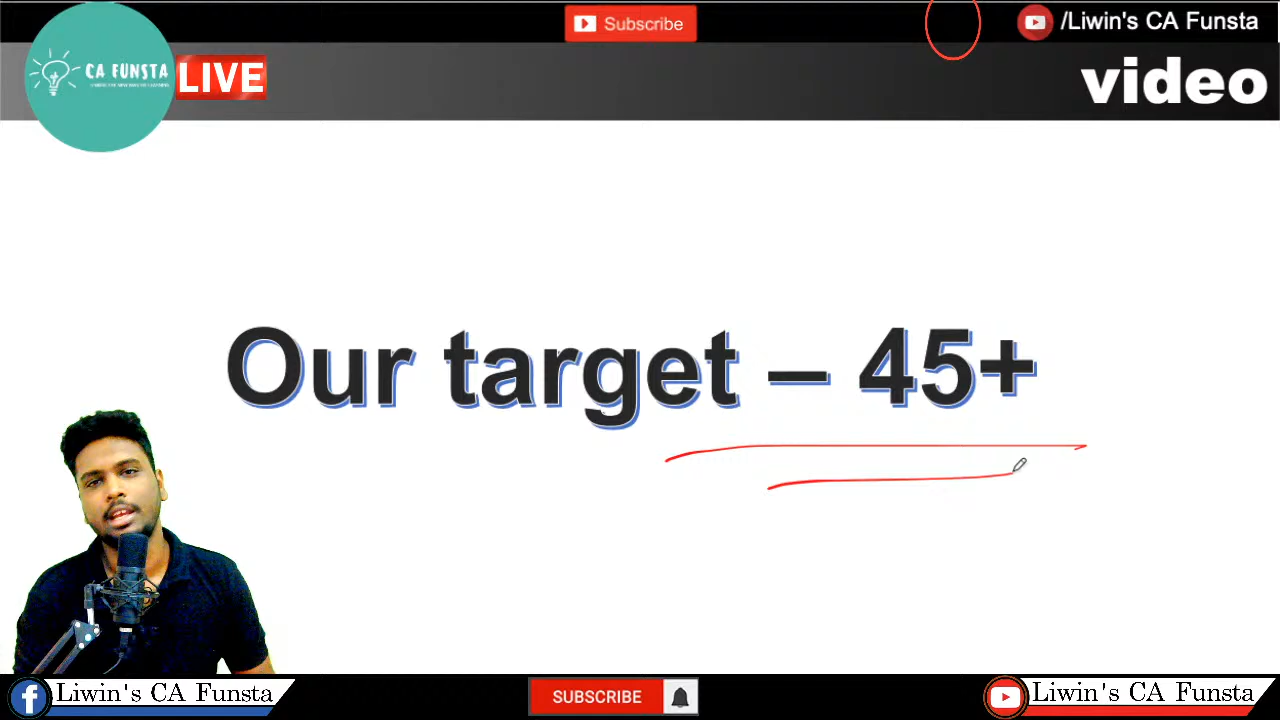 Subscribe
/Liwin's CA Funsta
CA FUNSTA
LIVE
video
Our target – 45+
Liwin's CA Funsta
SUBSCRIBE
Liwin's CA Funsta